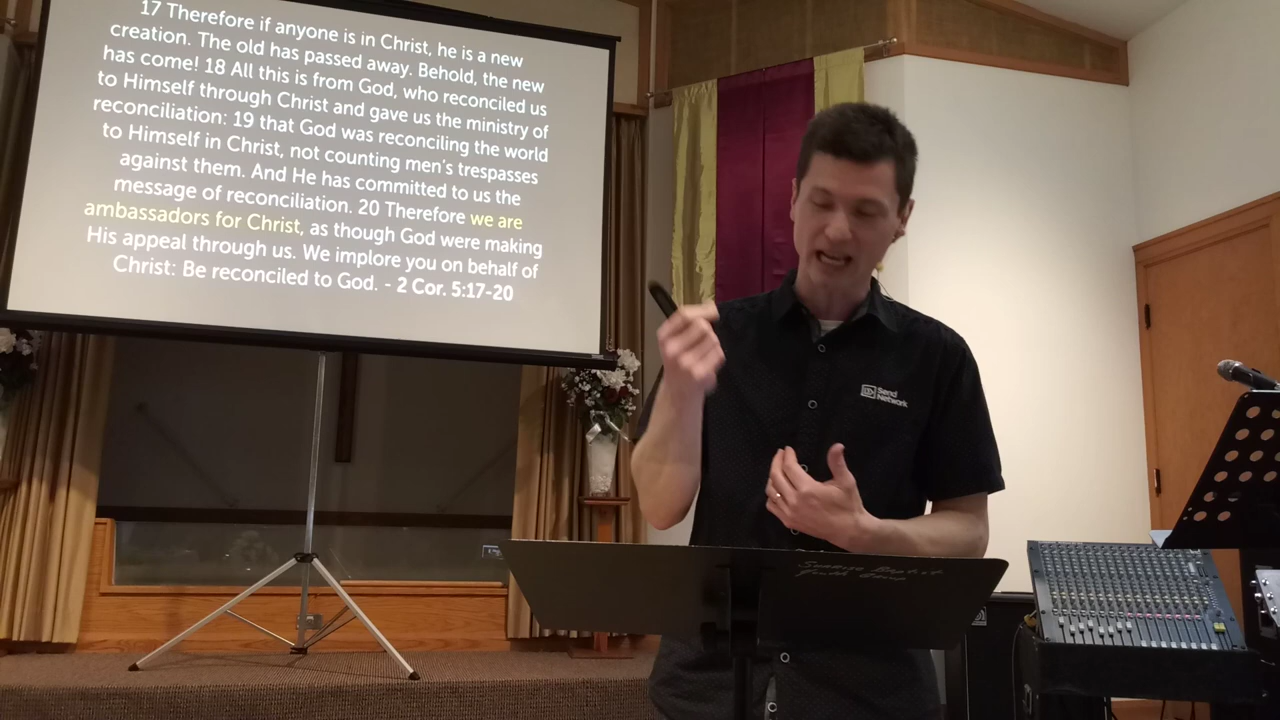 17 Therefore if anyone is in Christ, he is a new
creation. The old has passed away. Behold, the new
has come! 18 All this is from God, who reconciled us
to Himself through Christ and gave us the ministry of
reconciliation: 19 that God was reconciling the world
to Himself in Christ, not counting men's trespasses
against them. And He has committed to us the
message of reconciliation. 20 Therefore we are
ambassadors for Christ, as though God were making
His appeal through us. We implore you on behalf of
Christ: Be reconciled to God. - 2 Cor. 5:17-20
Send
Network
Sunrise Baptist
Youth Group